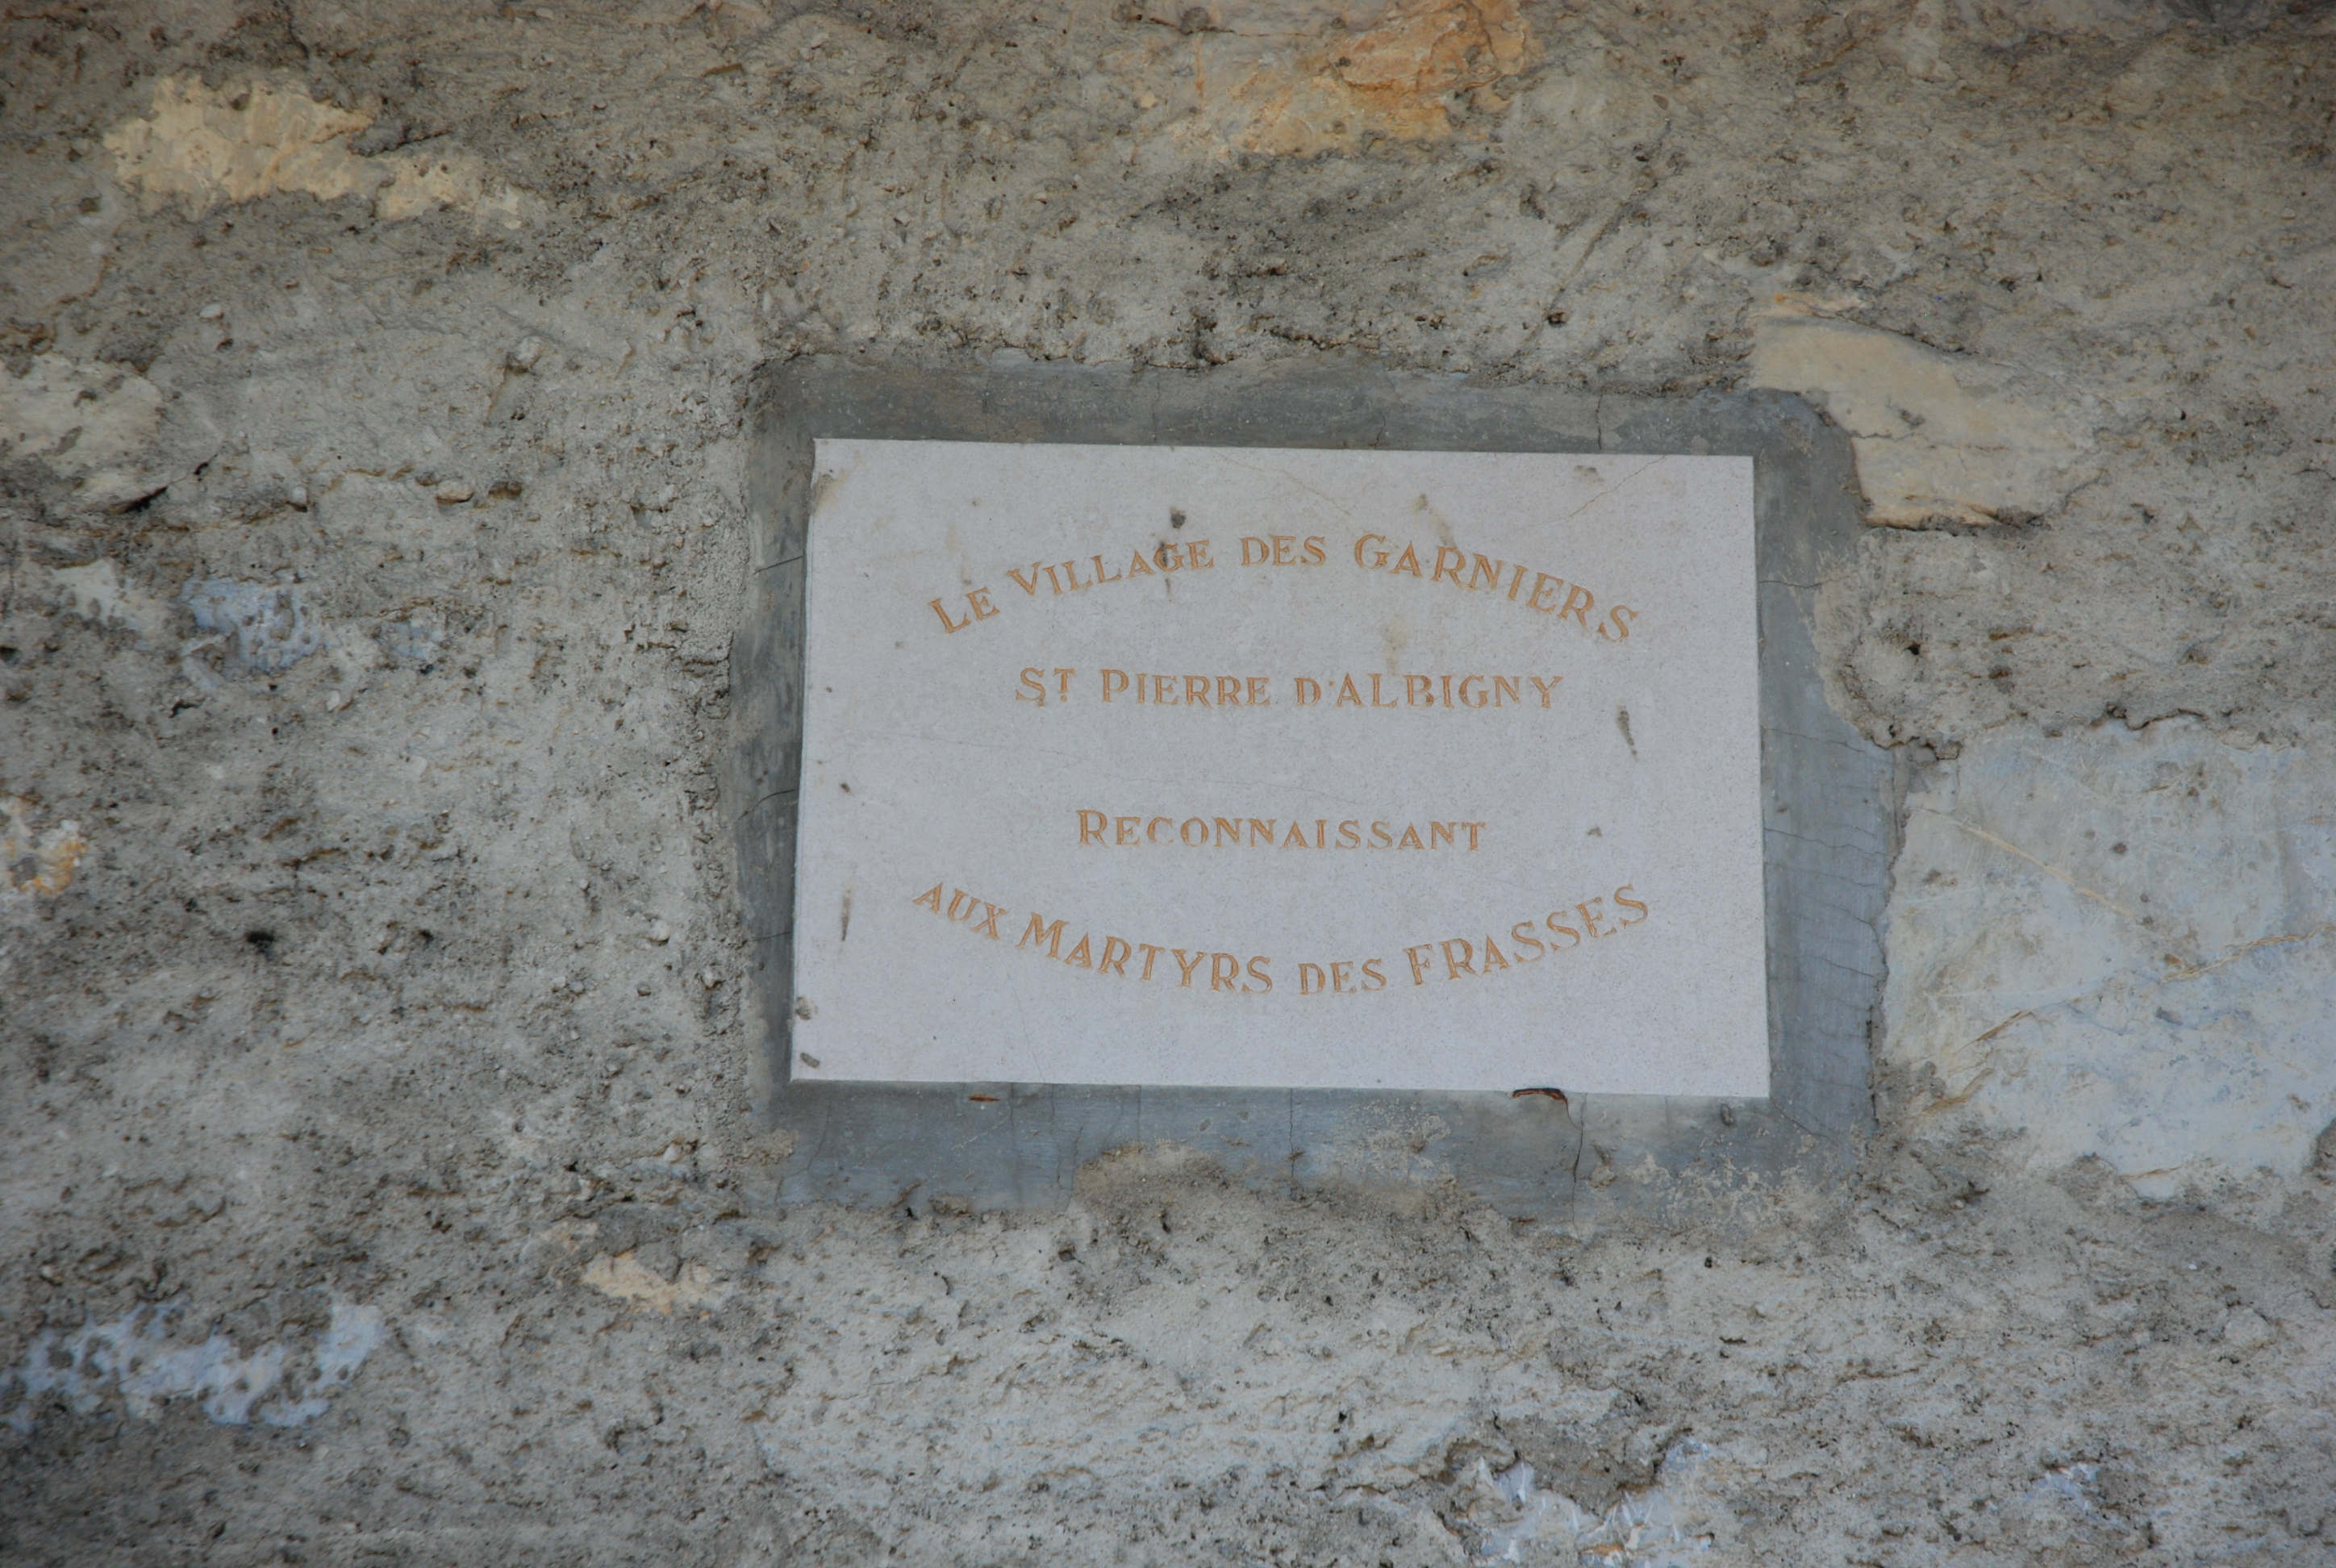 LE VILLAGE DES GARNIERS
ST PIERRE D'ALBIGNY
RECONNAISSANT
AUX MARTYRS DES FRASSES